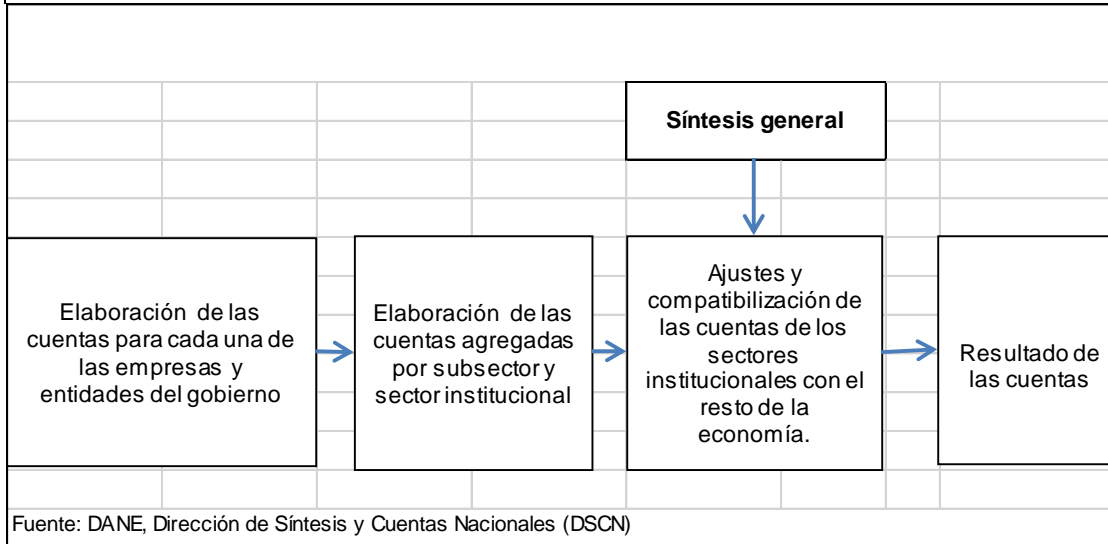 Síntesis general
Elaboración de las
cuentas para cada una de
las empresas y
entidades del gobierno
Elaboración de las
cuentas agregadas
por subsector y
sector institucional
Ajustes y
compatibilización de
las cuentas de los
sectores
institucionales con el
resto de la
economía.
Resultado de
las cuentas
Fuente: DANE, Dirección de Síntesis y Cuentas Nacionales (DSCN)